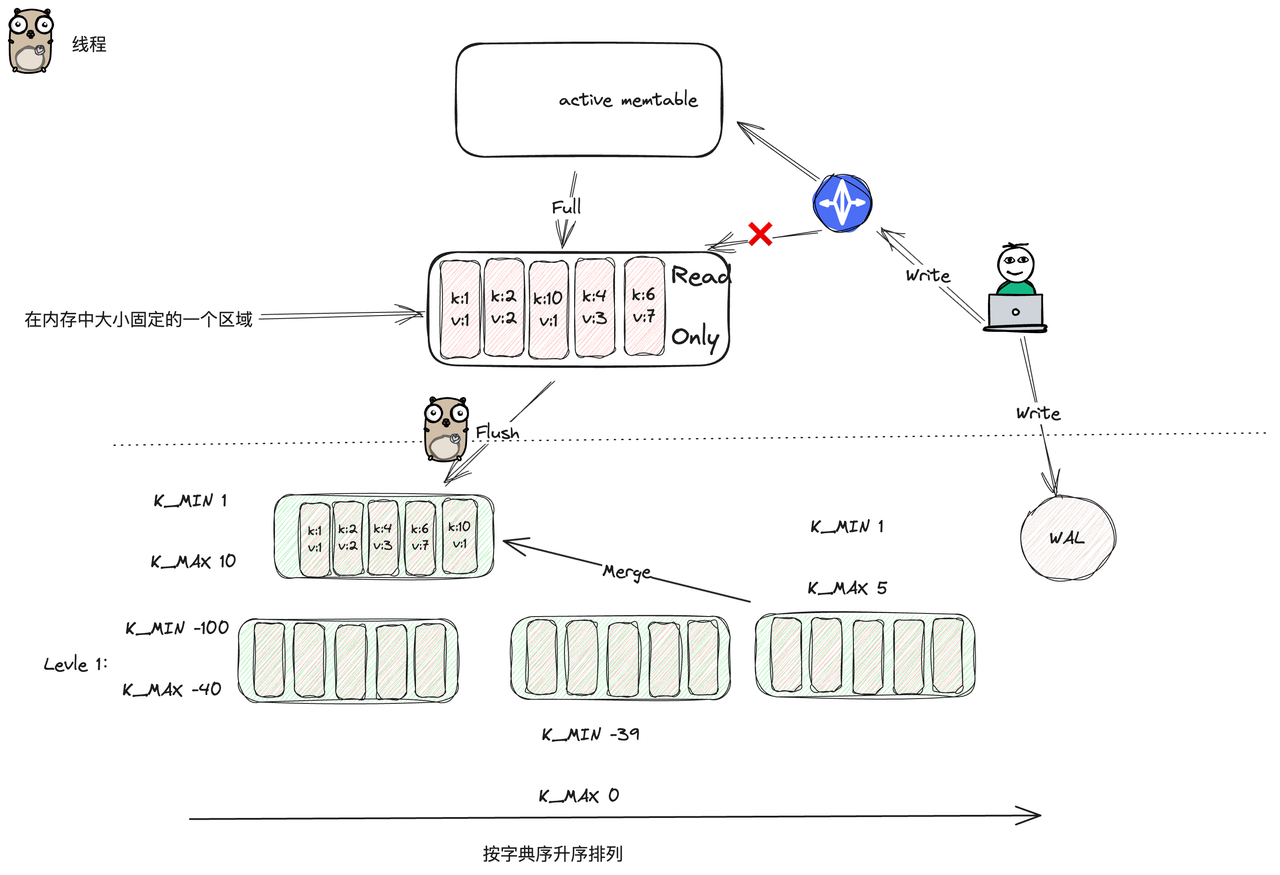 线程
active memtable
Full
Write
在内存中大小固定的一个区域
k:1
v:1
k:2
v:2
k:10
v:1
k:4
v:3
k:6
v:7
Read
Only
Write
Flush
K_MIN 1
K_MAX 10
k:1
v:1
k:2
v:2
k:4
v:3
k:6
v:7
k:10
v:1
Merge
K_MIN 1
K_MAX 5
WAL
Levle 1:
K_MIN -100
K_MAX -40
K_MIN -39
K_MAX 0
按字典序升序排列